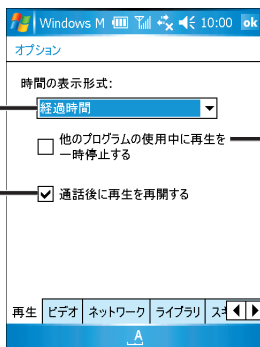 Windows M 10:00 ok
オプション
時間の表示形式:
経過時間
他のプログラムの使用中に再生を
一時停止する
通話後に再生を再開する
再生 ビデオ ネットワーク ライブラリ スキ
A